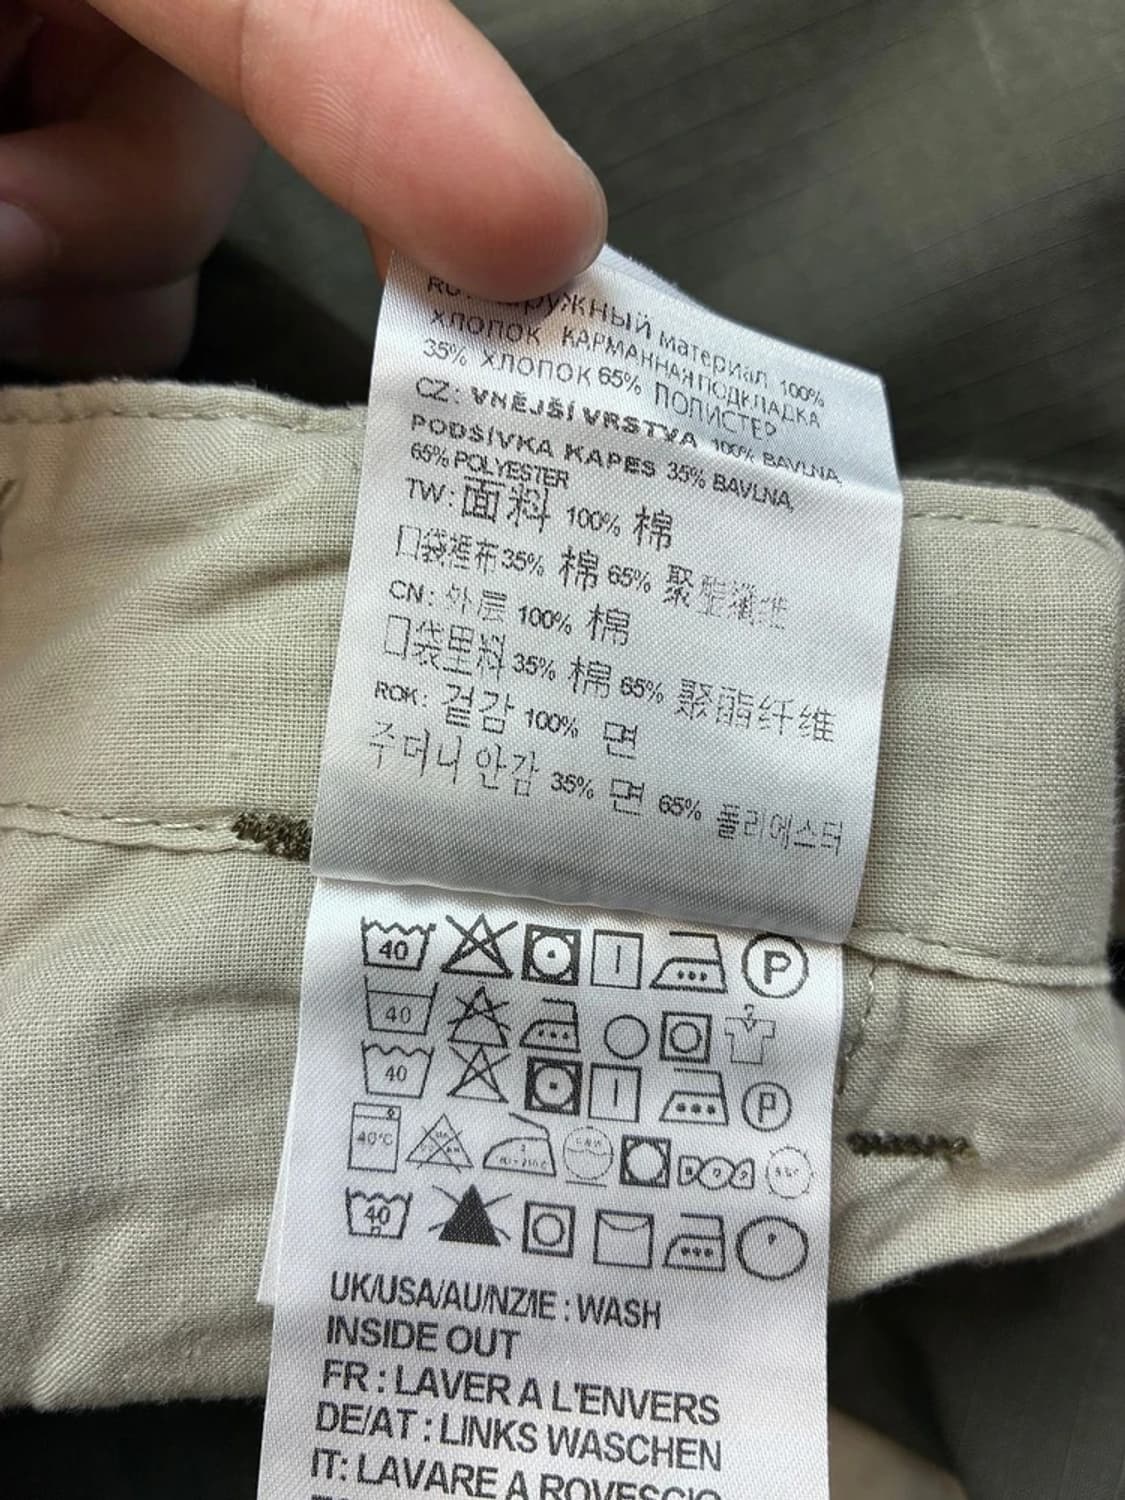 ружный материал 100%
ХЛОПОК КАРМАННАЯ ПОДКЛАДКА
35% ХЛОПОК 65% ПОЛИСТЕР
CZ: VNĚJŠÍ VRSTVA 100% BAVLNA,
PODŠÍVKA KAPES 35% BAVLNA,
65% POLYESTER
TW: 面料 100% 棉
口袋裡布 35% 棉 65% 聚酯纖維
CN: 外层 100% 棉
口袋里料 35% 棉 65% 聚酯纤维
ROK: 겉감 100% 면
주머니 안감 35% 면 65% 폴리에스터
40 P
40
40 P
40°C
40
UK/USA/AU/NZ/IE : WASH
INSIDE OUT
FR : LAVER A L'ENVERS
DE/AT : LINKS WASCHEN
IT: LAVARE A ROVESCIO